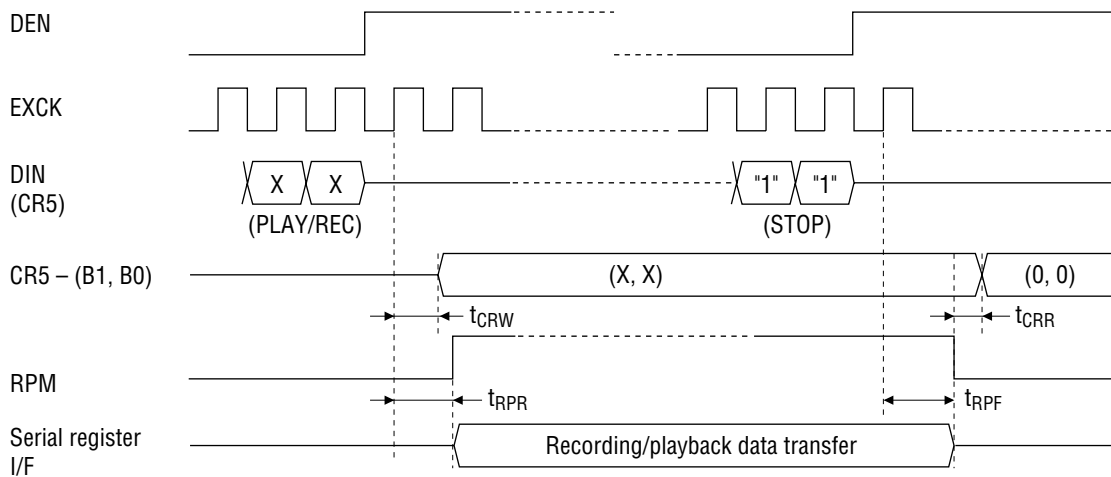 DEN
EXCK
DIN
(CR5)
X X
"1" "1"
(PLAY/REC)
(STOP)
CR5 – (B1, B0)
(X, X)
(0, 0)
tCRW
tCRR
RPM
tRPR
tRPF
Serial register
I/F
Recording/playback data transfer